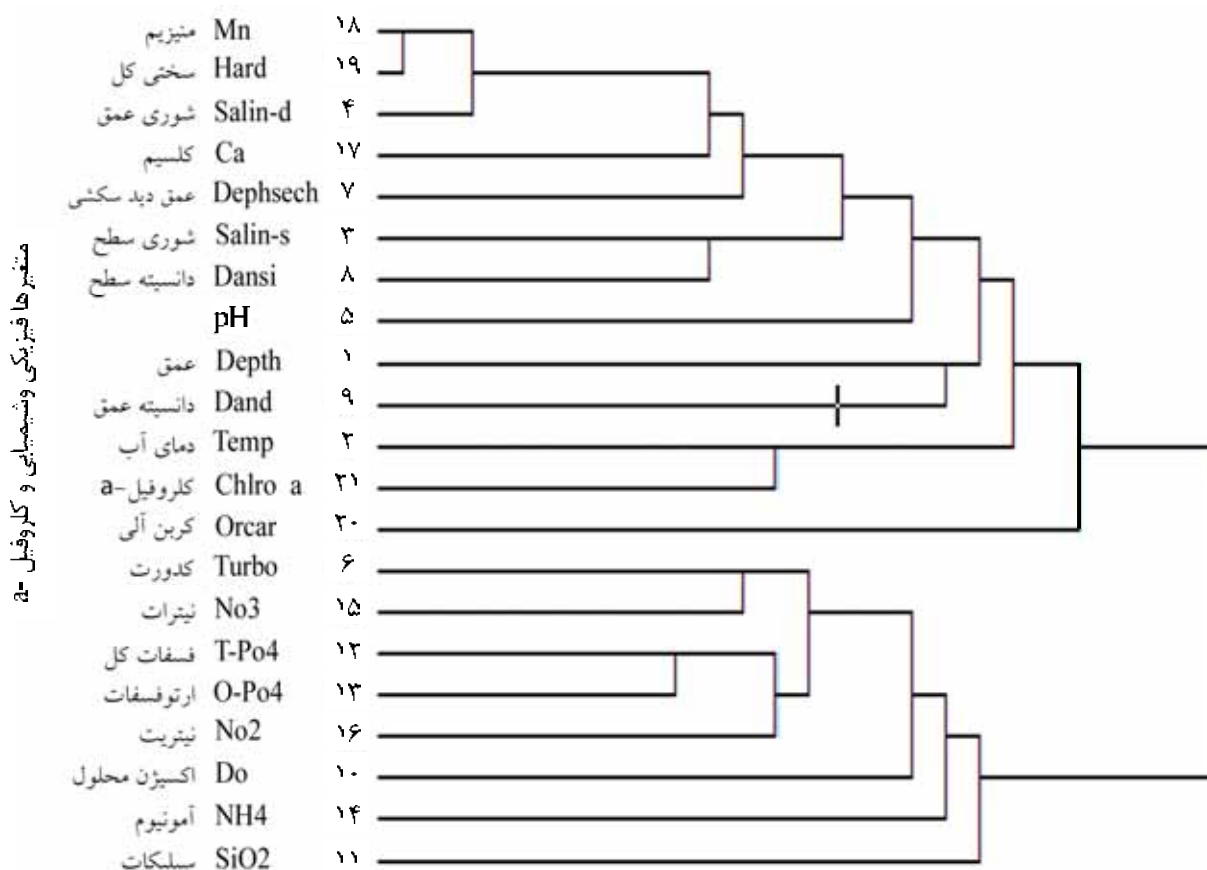 منیزیم Mn ۱۸
سختی کل Hard ۱۹
شوری عمق Salin-d ۴
کلسیم Ca ۱۷
عمق دید سکشی Dephsech ۷
شوری سطح Salin-s ۳
دانسیته سطح Dansi ۸
pH ۵
عمق Depth ۱
دانسیته عمق Dand ۹
دمای آب Temp ۲
کلروفیل-a Chlro a ۲۱
کربن آلی Orcar ۲۰
کدورت Turbo ۶
نیترات No3 ۱۵
فسفات کل T-Po4 ۱۲
ارتوفسفات O-Po4 ۱۳
نیتریت No2 ۱۶
اکسیژن محلول Do ۱۰
آمونیوم NH4 ۱۴
سیلیکات SiO2 ۱۱
متغیرها فیزیکی وشیمیایی و کلروفیل -a